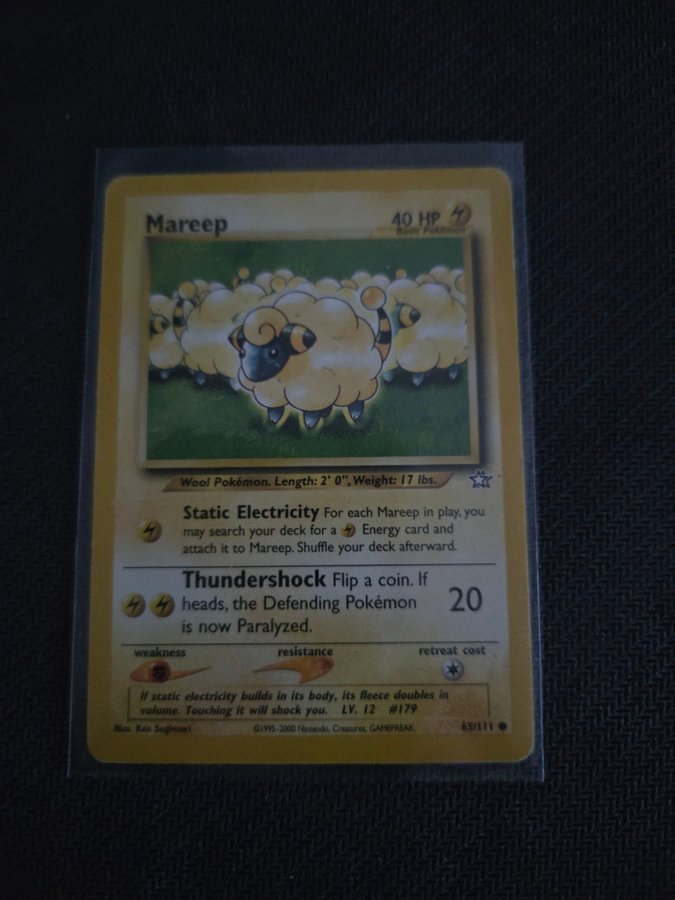 Mareep 40 HP
Basic Pokémon
Wool Pokémon. Length: 2' 0", Weight: 17 lbs.
Static Electricity For each Mareep in play, you
may search your deck for a Energy card and
attach it to Mareep. Shuffle your deck afterward.
Thundershock Flip a coin. If
heads, the Defending Pokémon 20
is now Paralyzed.
weakness resistance retreat cost
If static electricity builds in its body, its fleece doubles in
volume. Touching it will shock you. LV. 12 #179
Illus. Ken Sugimori ©1995-2000 Nintendo, Creatures, GAMEFREAK. 65/111